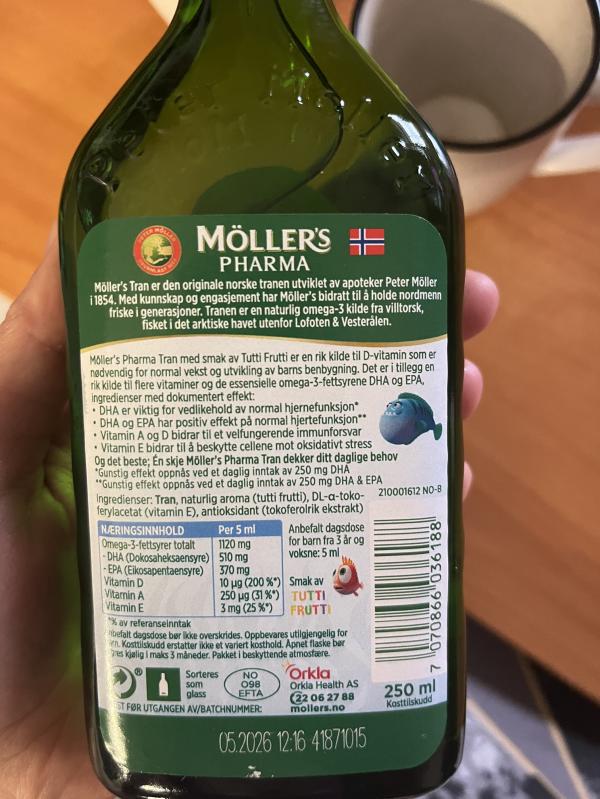 MÖLLER'S
PHARMA
Möller's Tran er den originale norske tranen utviklet av apoteker Peter Möller
i 1854. Med kunnskap og engasjement har Möller's bidratt til å holde nordmenn
friske i generasjoner. Tranen er en naturlig omega-3 kilde fra villtorsk,
fisket i det arktiske havet utenfor Lofoten & Vesterålen.
Möller's Pharma Tran med smak av Tutti Frutti er en rik kilde til D-vitamin som er
nødvendig for normal vekst og utvikling av barns benbygning. Det er i tillegg en
rik kilde til flere vitaminer og de essensielle omega-3-fettsyrene DHA og EPA,
ingredienser med dokumentert effekt:
• DHA er viktig for vedlikehold av normal hjernefunksjon*
• DHA og EPA har positiv effekt på normal hjertefunksjon**
• Vitamin A og D bidrar til et velfungerende immunforsvar
• Vitamin E bidrar til å beskytte cellene mot oksidativt stress
Og det beste; Én skje Möller's Pharma Tran dekker ditt daglige behov
*Gunstig effekt oppnås ved et daglig inntak av 250 mg DHA
**Gunstig effekt oppnås ved et daglig inntak av 250 mg DHA & EPA
210001612 NO-B
Ingredienser: Tran, naturlig aroma (tutti frutti), DL-α-toko-
ferylacetat (vitamin E), antioksidant (tokoferolrik ekstrakt)
NÆRINGSINNHOLD Per 5 ml
Omega-3-fettsyrer totalt 1120 mg
- DHA (Dokosaheksaensyre) 510 mg
- EPA (Eikosapentaensyre) 370 mg
Vitamin D 10 µg (200 %*)
Vitamin A 250 µg (31 %*)
Vitamin E 3 mg (25 %*)
Anbefalt dagsdose
for barn fra 3 år og
voksne: 5 ml
Smak av
TUTTI
FRUTTI
*% av referanseinntak
Anbefalt dagsdose bør ikke overskrides. Oppbevares utilgjengelig for
barn. Kosttilskudd erstatter ikke et variert kosthold. Åpnet flaske bør
kjølig i maks 3 måneder. Pakket i beskyttende atmosfære.
Sorteres
som
glass
NO
098
EFTA
Orkla
Orkla Health AS
22 06 27 88
mollers.no
250 ml
Kosttilskudd
7 070866 036188
FØR UTGANGEN AV/BATCHNUMMER:
05.2026 12:16 41871015